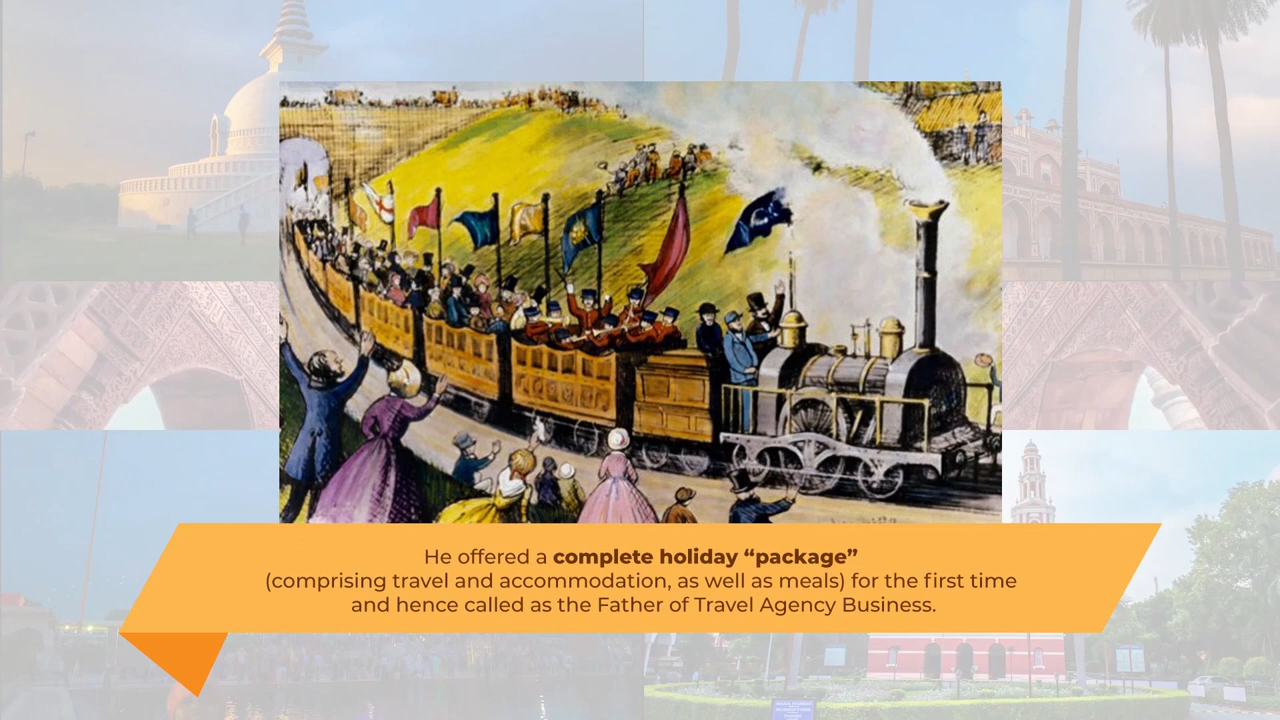 He offered a complete holiday “package”
(comprising travel and accommodation, as well as meals) for the first time
and hence called as the Father of Travel Agency Business.